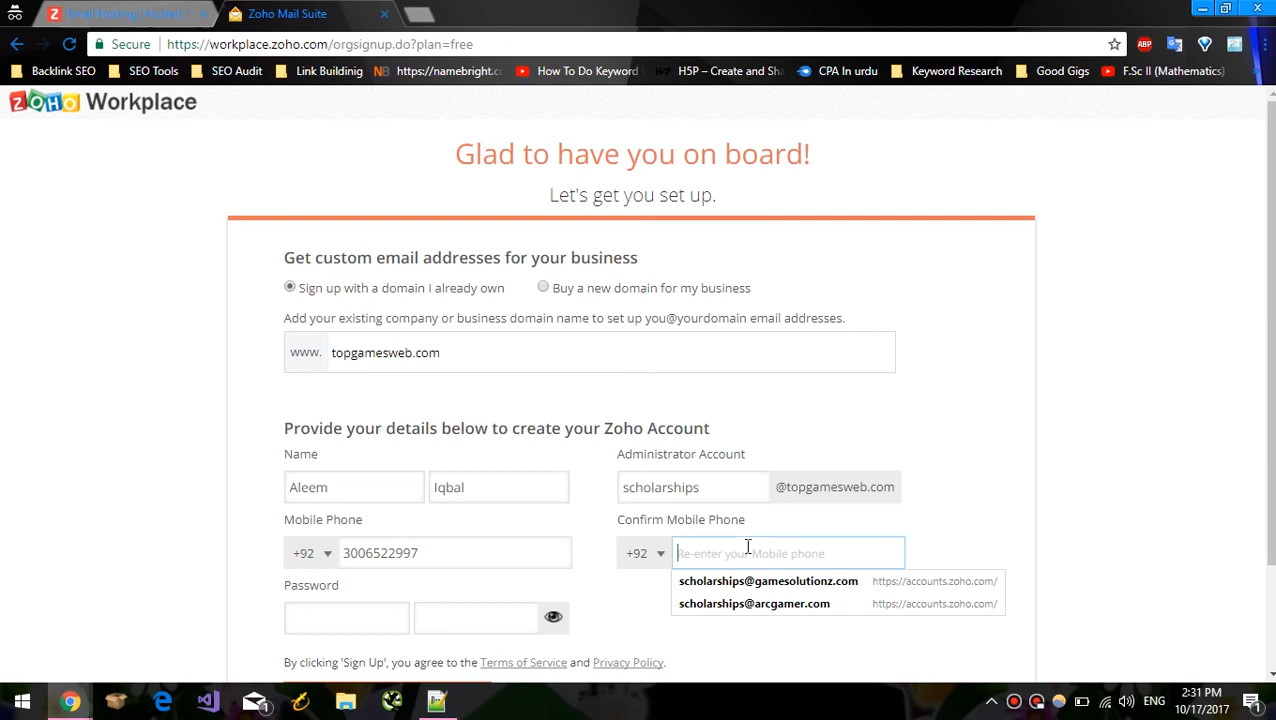 Zoho Mail Suite
Secure https://workplace.zoho.com/orgsignup.do?plan=free
Backlink SEO SEO Tools SEO Audit Link Buildinig https://namebright.c How To Do Keyword H5P – Create and Sha CPA In urdu Keyword Research Good Gigs F.Sc II (Mathematics)
ZOHO Workplace
Glad to have you on board!
Let's get you set up.
Get custom email addresses for your business
Sign up with a domain I already own Buy a new domain for my business
Add your existing company or business domain name to set up you@yourdomain email addresses.
www. topgamesweb.com
Provide your details below to create your Zoho Account
Name Administrator Account
Aleem Iqbal scholarships @topgamesweb.com
Mobile Phone Confirm Mobile Phone
+92 3006522997 +92 Re-enter your Mobile phone
scholarships@gamesolutionz.com https://accounts.zoho.com/
Password
scholarships@arcgamer.com https://accounts.zoho.com/
By clicking 'Sign Up', you agree to the Terms of Service and Privacy Policy.
ENG 2:31 PM
10/17/2017